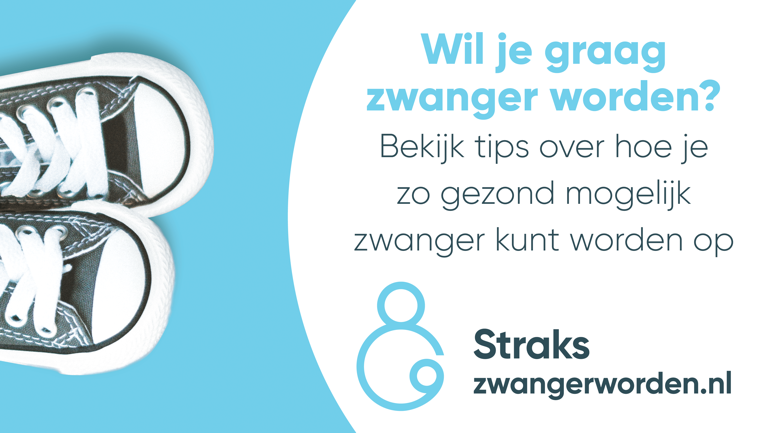 Wil je graag
zwanger worden?
Bekijk tips over hoe je
zo gezond mogelijk
zwanger kunt worden op
Straks
zwangerworden.nl